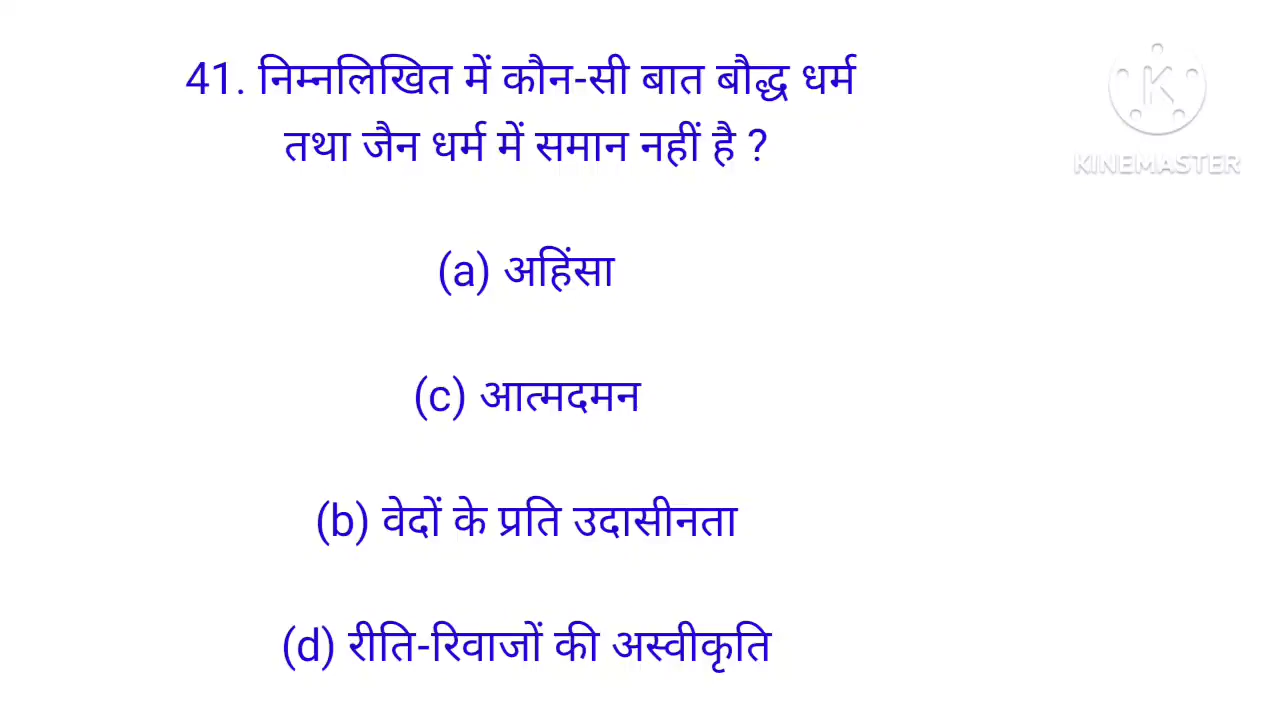 41. निम्नलिखित में कौन-सी बात बौद्ध धर्म
तथा जैन धर्म में समान नहीं है ?
KINEMASTER
(a) अहिंसा
(c) आत्मदमन
(b) वेदों के प्रति उदासीनता
(d) रीति-रिवाजों की अस्वीकृति